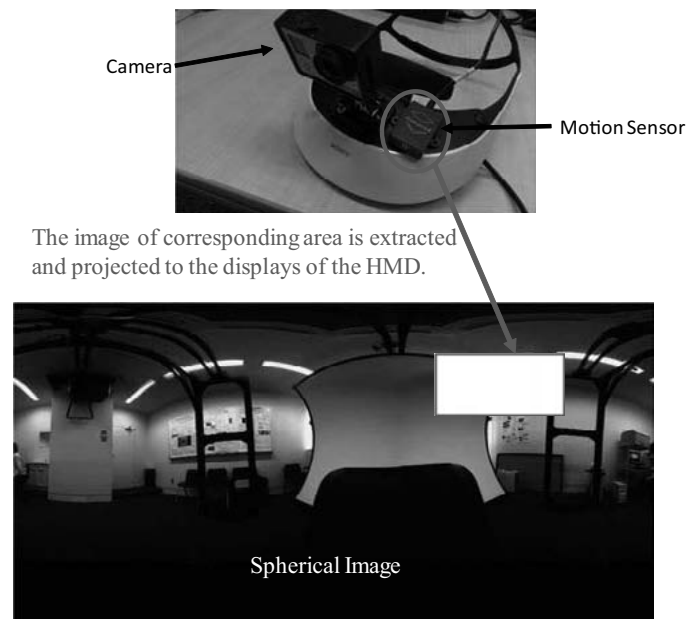 Camera
Motion Sensor
SONY
The image of corresponding area is extracted
and projected to the displays of the HMD.
Spherical Image